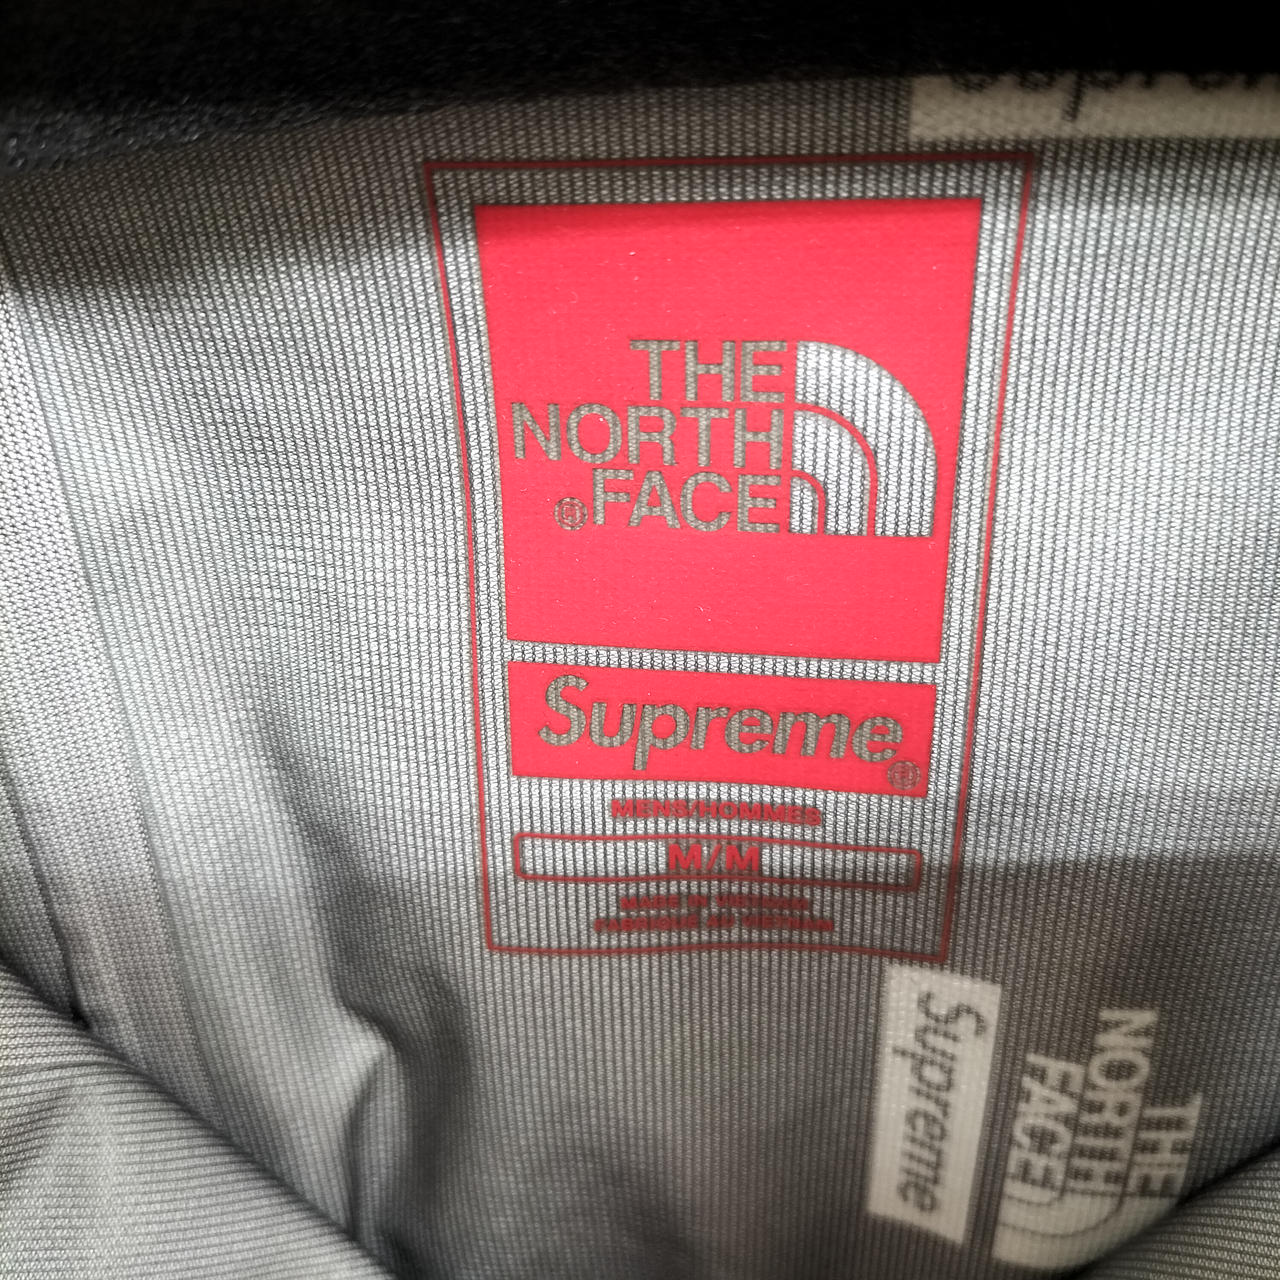 THE
NORTH
FACE
®
Supreme
®
MENS/HOMMES
M/M
MADE IN VIETNAM
FABRIQUÉ AU VIETNAM
Supreme
THE
NORTH
FACE